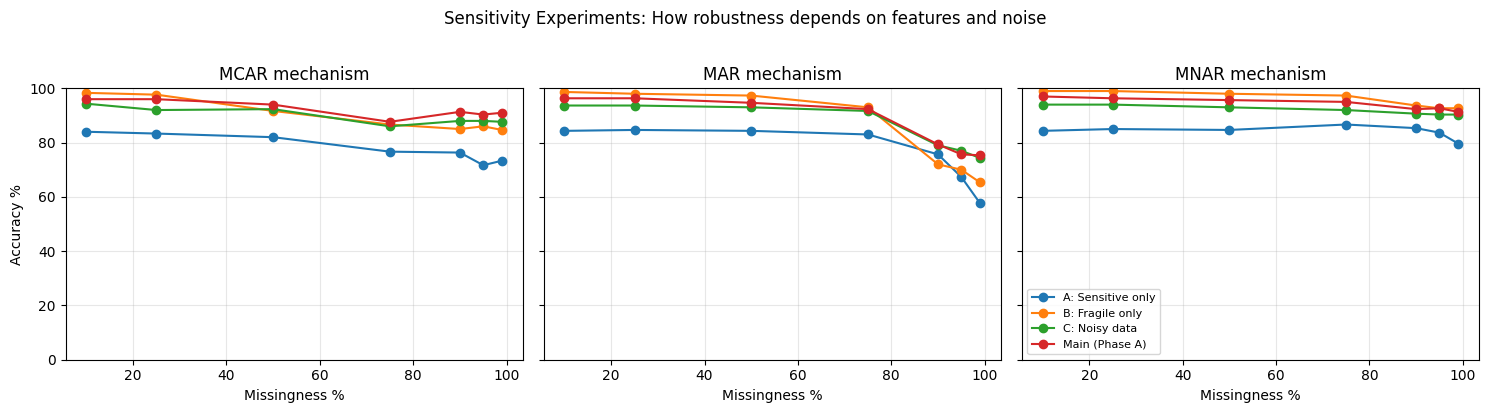 Sensitivity Experiments: How robustness depends on features and noise
MCAR mechanism
MAR mechanism
MNAR mechanism
Accuracy %
100
80
60
40
20
0
20 40 60 80 100
Missingness %
20 40 60 80 100
Missingness %
A: Sensitive only
B: Fragile only
C: Noisy data
Main (Phase A)
20 40 60 80 100
Missingness %